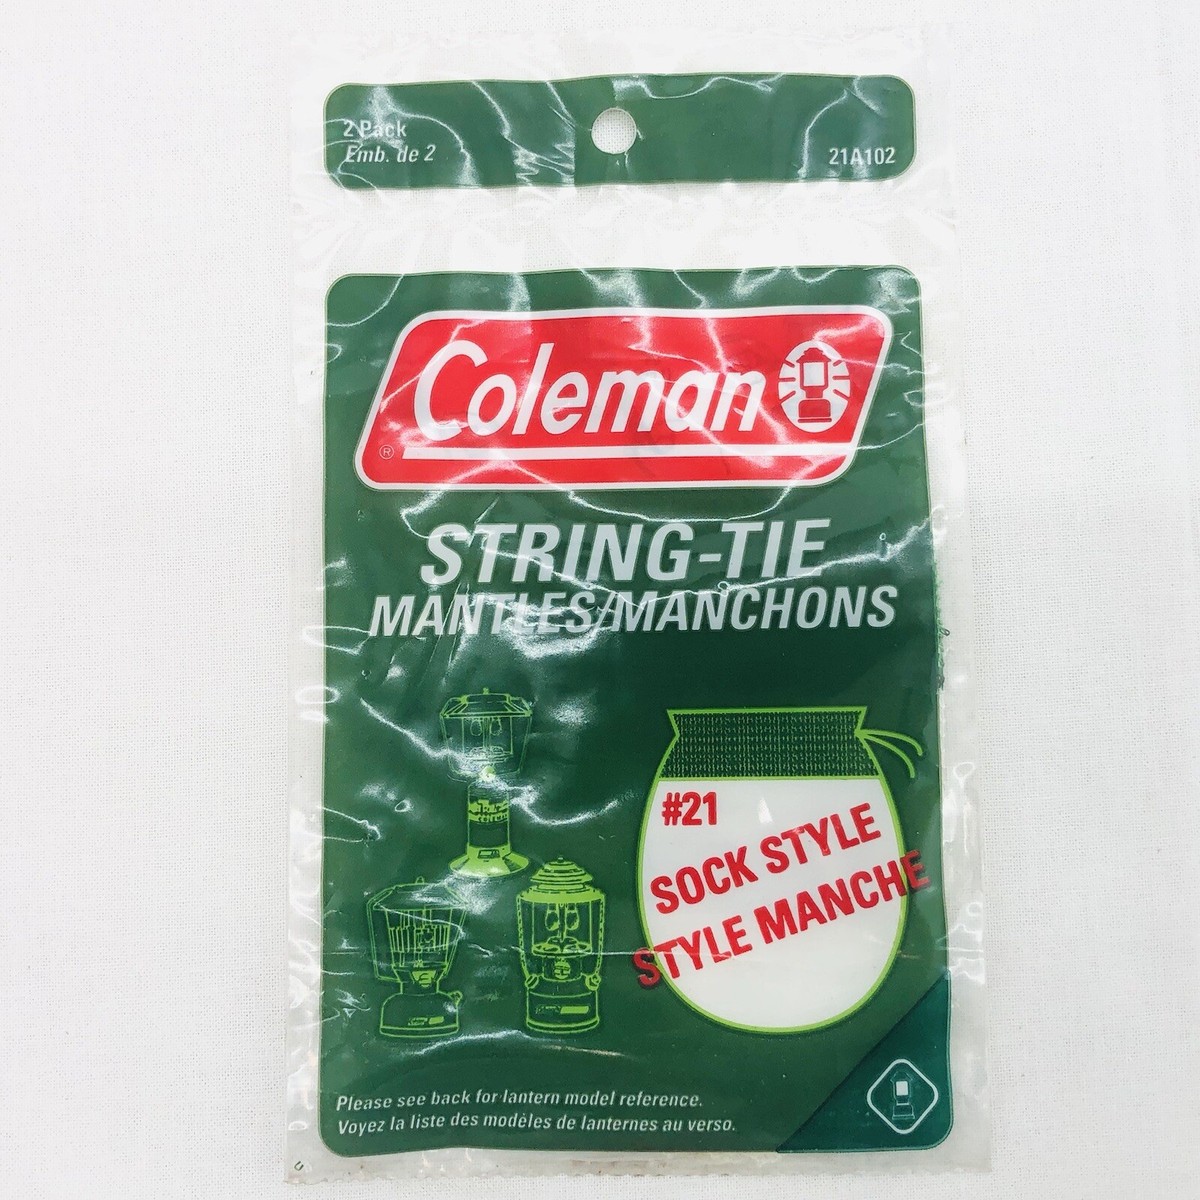 2 Pack
Emb. de 2
21A102
Coleman
®
STRING-TIE
MANTLES/MANCHONS
#21
SOCK STYLE
STYLE MANCHE
Please see back for lantern model reference.
Voyez la liste des modèles de lanternes au verso.